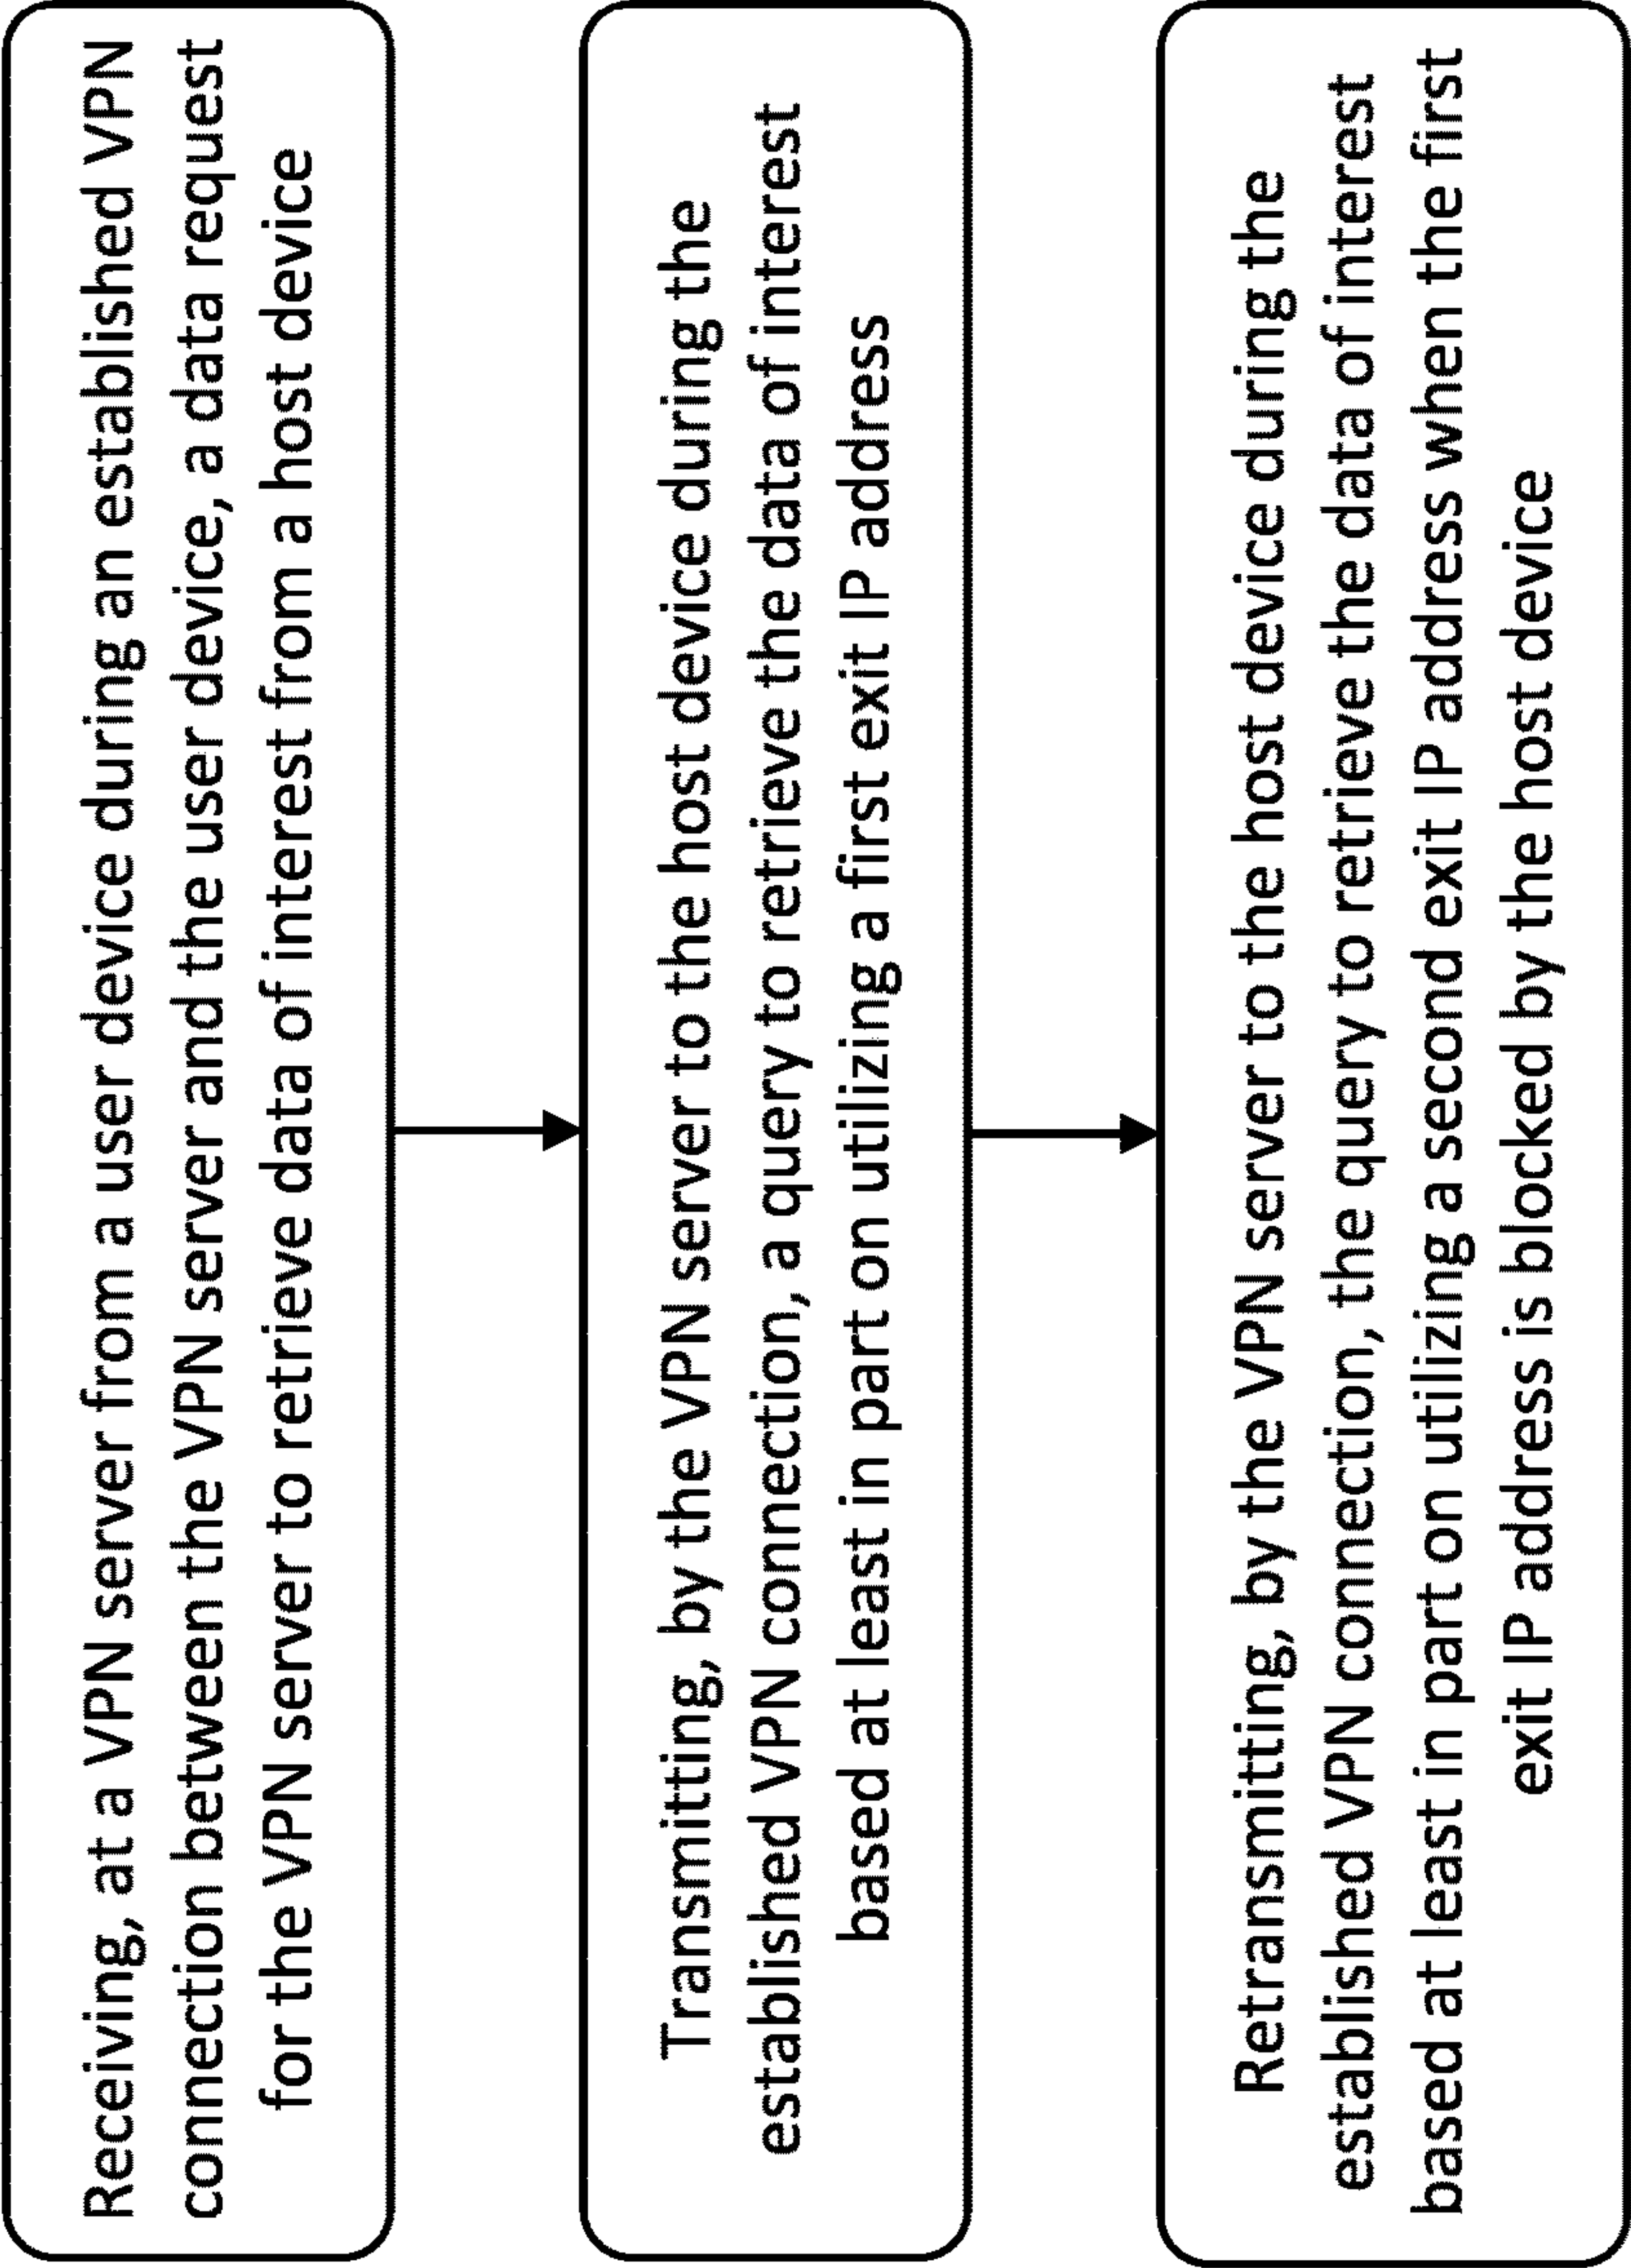 Receiving, at a VPN server from a user device during an established VPN
connection between the VPN server and the user device, a data request
for the VPN server to retrieve data of interest from a host device
Transmitting, by the VPN server to the host device during the
established VPN connection, a query to retrieve the data of interest
based at least in part on utilizing a first exit IP address
Retransmitting, by the VPN server to the host device during the
established VPN connection, the query to retrieve the data of interest
based at least in part on utilizing a second exit IP address when the first
exit IP address is blocked by the host device